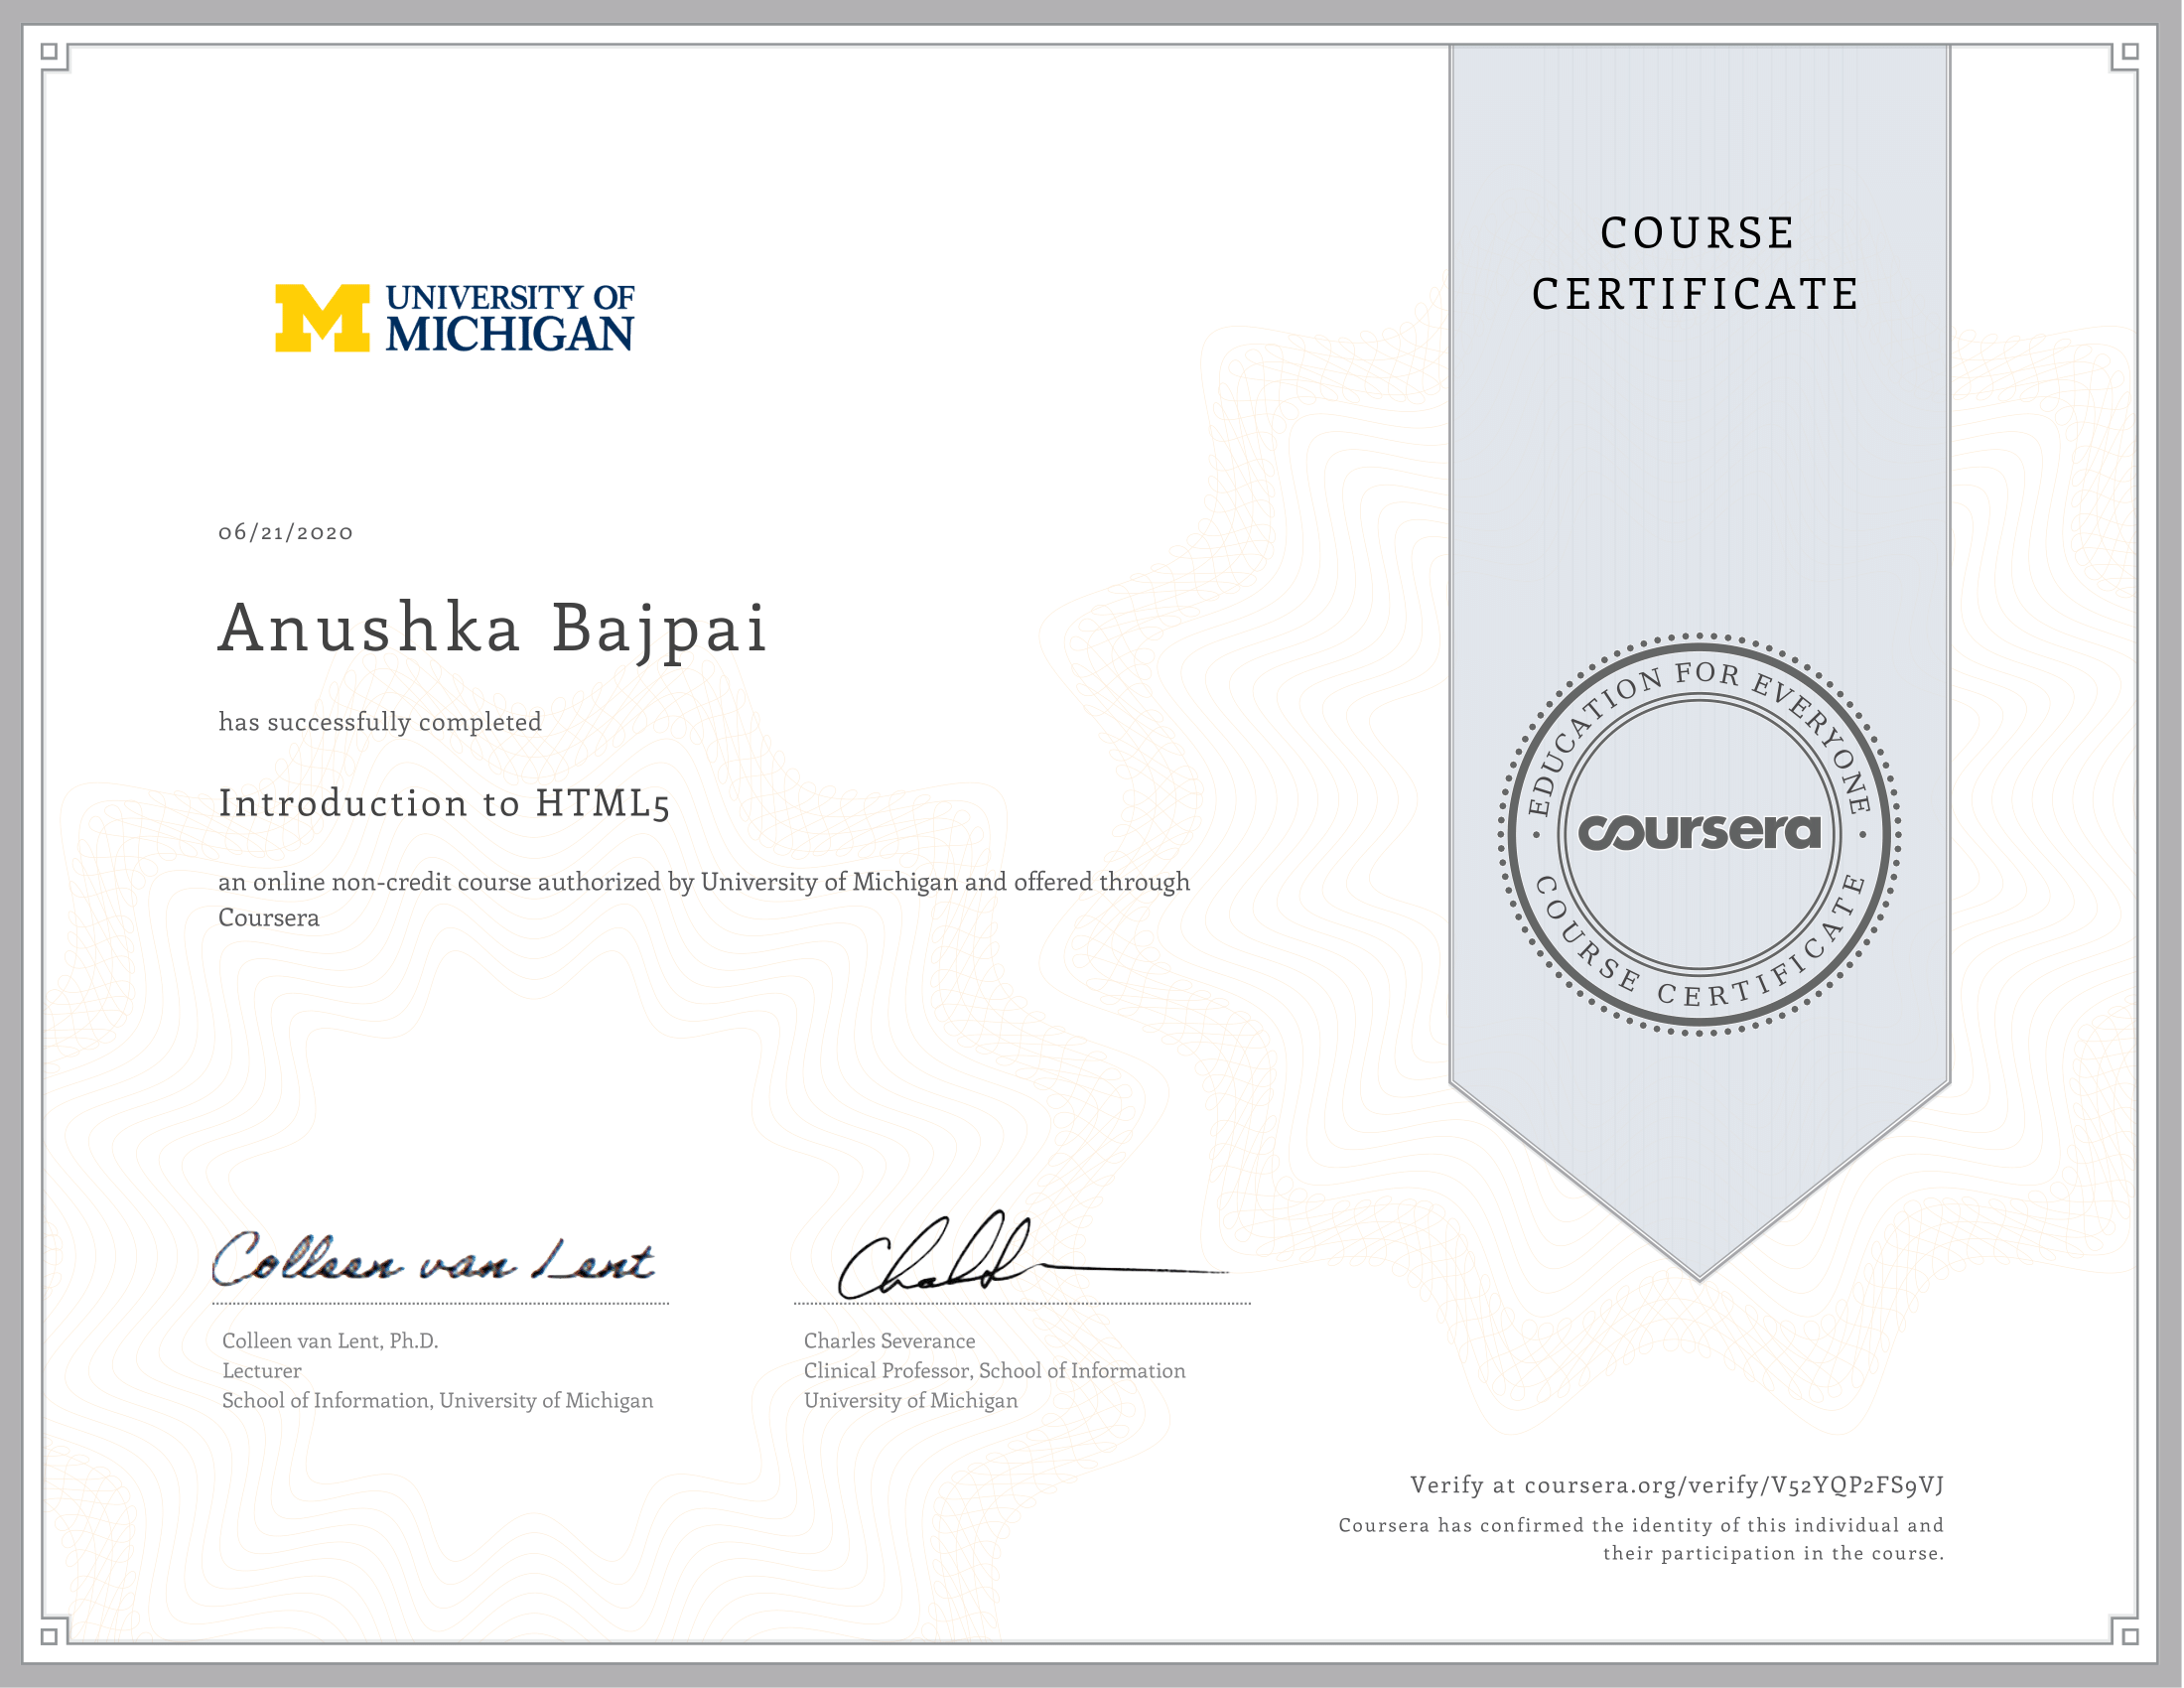 UNIVERSITY OF
MICHIGAN
COURSE
CERTIFICATE
06/21/2020
Anushka Bajpai
has successfully completed
Introduction to HTML5
an online non-credit course authorized by University of Michigan and offered through
Coursera
EDUCATION FOR EVERYONE
coursera
COURSE CERTIFICATE
Colleen van Lent
Colleen van Lent, Ph.D.
Lecturer
School of Information, University of Michigan
Charles Severance
Clinical Professor, School of Information
University of Michigan
Verify at coursera.org/verify/V52YQP2FS9VJ
Coursera has confirmed the identity of this individual and
their participation in the course.